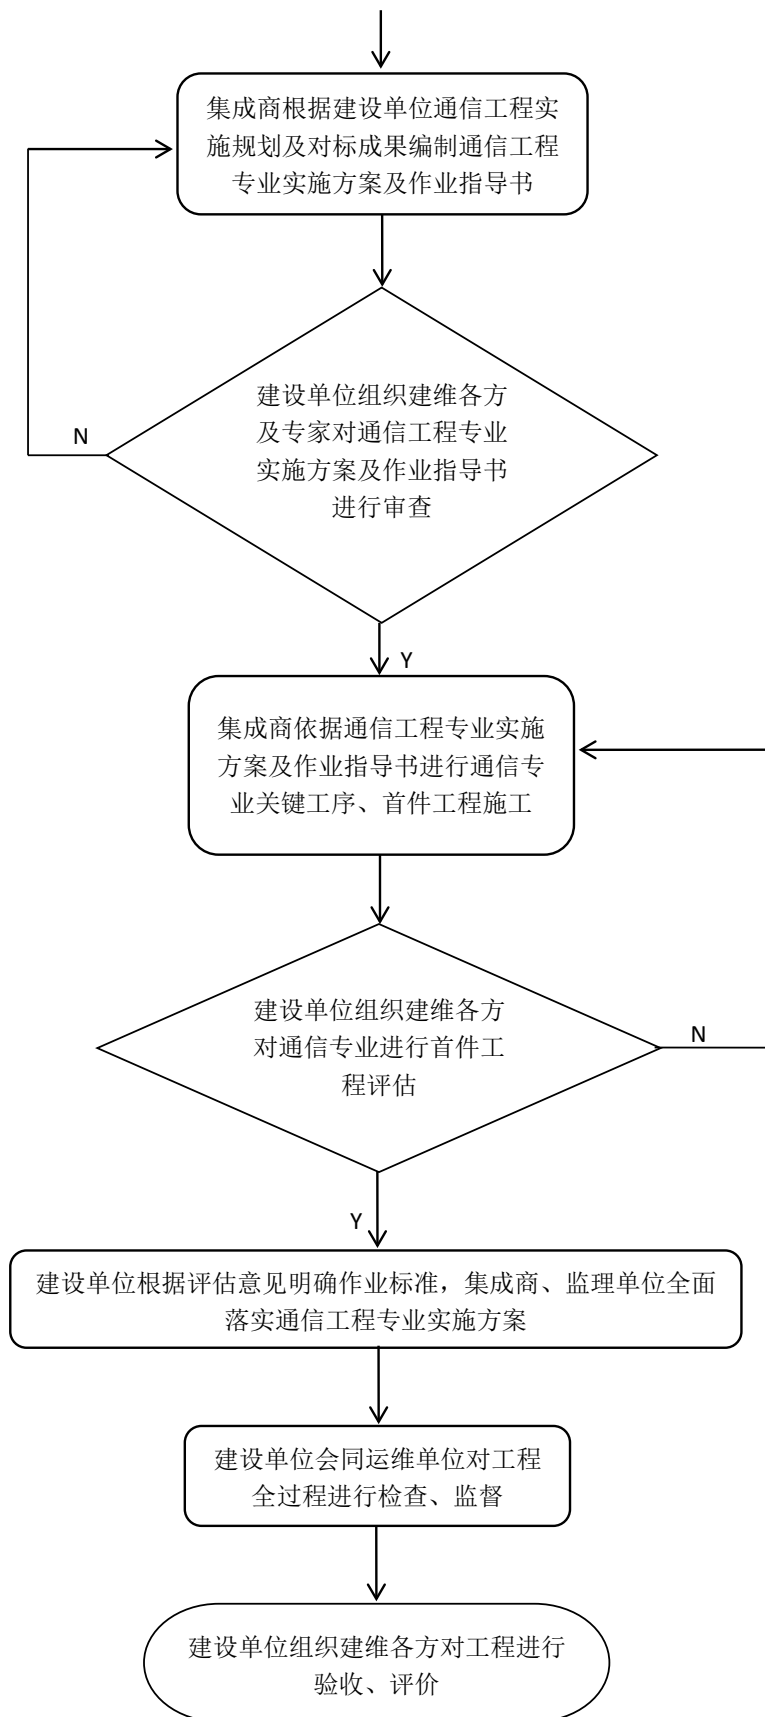 集成商根据建设单位通信工程实
施规划及对标成果编制通信工程
专业实施方案及作业指导书
建设单位组织建维各方
及专家对通信工程专业
实施方案及作业指导书
进行审查
N
Y
集成商依据通信工程专业实施
方案及作业指导书进行通信专
业关键工序、首件工程施工
建设单位组织建维各方
对通信专业进行首件工
程评估
N
Y
建设单位根据评估意见明确作业标准，集成商、监理单位全面
落实通信工程专业实施方案
建设单位会同运维单位对工程
全过程进行检查、监督
建设单位组织建维各方对工程进行
验收、评价